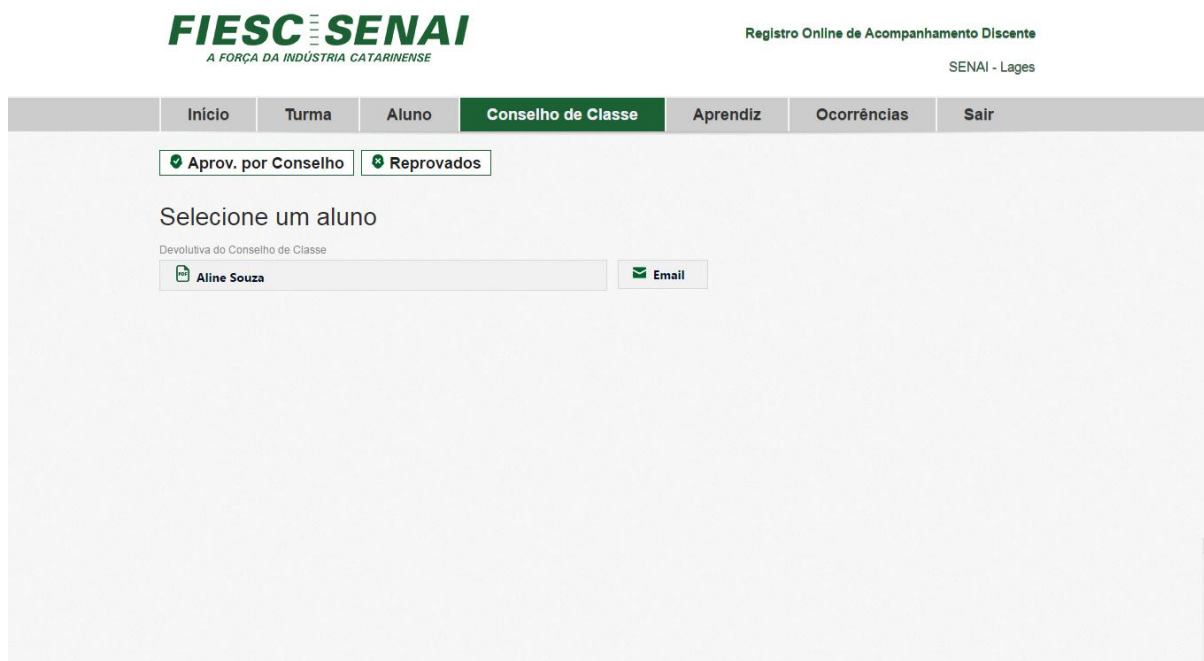 FIESC SENAI
A FORÇA DA INDÚSTRIA CATARINENSE
Registro Online de Acompanhamento Discente
SENAI - Lages
Início Turma Aluno Conselho de Classe Aprendiz Ocorrências Sair
Aprov. por Conselho Reprovados
Selecione um aluno
Devolutiva do Conselho de Classe
PDF Aline Souza Email